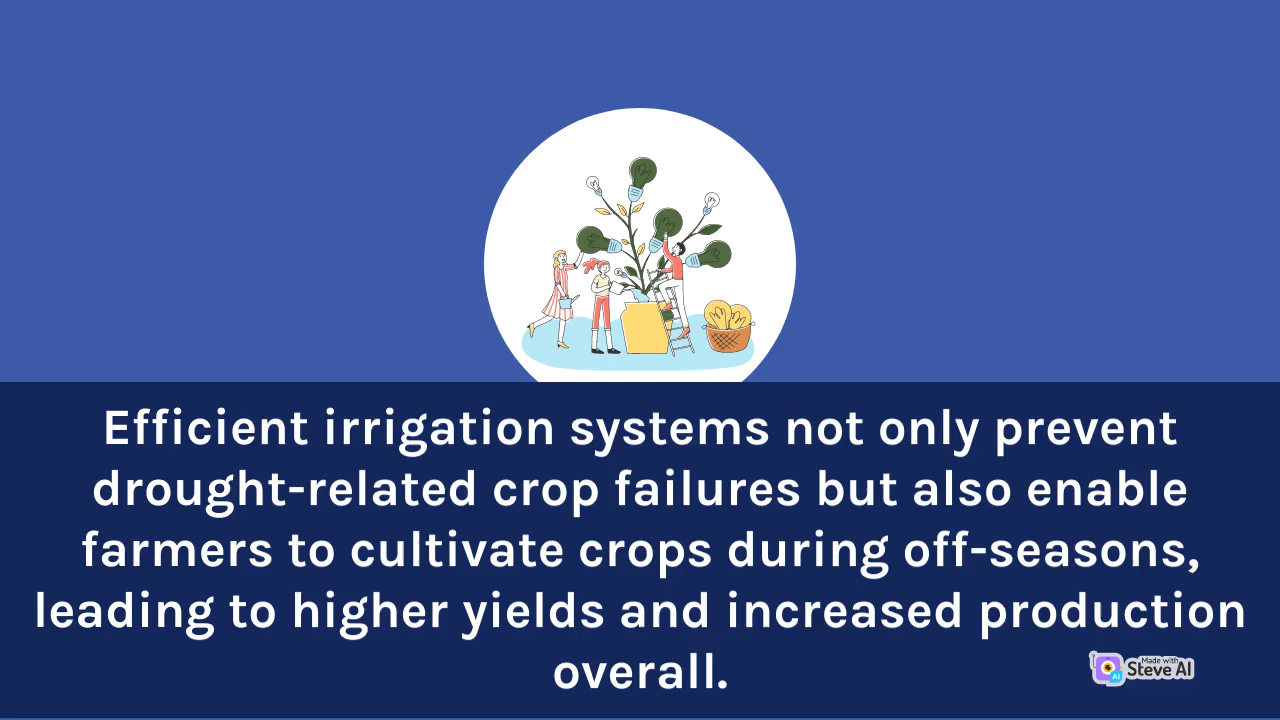 Efficient irrigation systems not only prevent
drought-related crop failures but also enable
farmers to cultivate crops during off-seasons,
leading to higher yields and increased production
overall.
Made with
Steve AI
AI